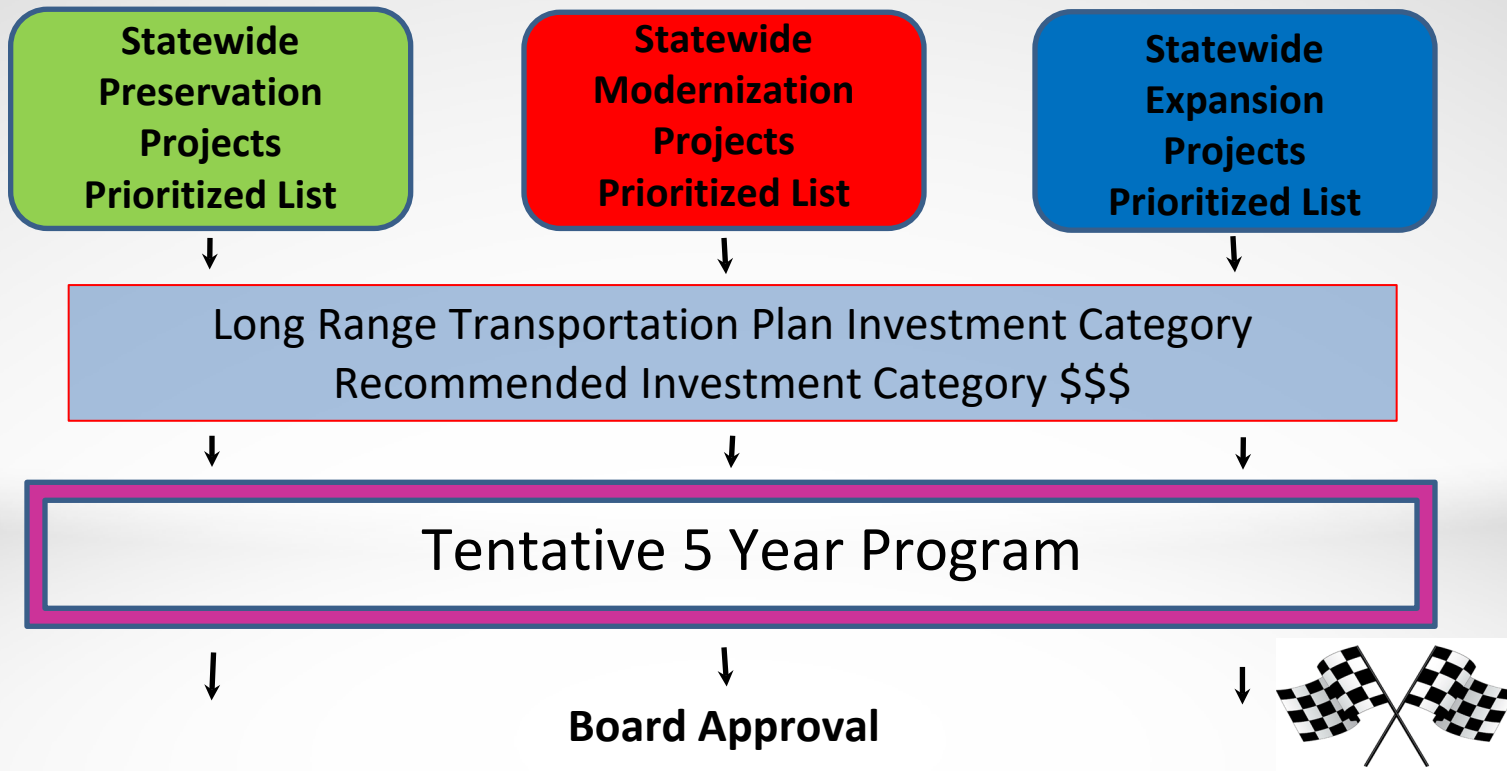 Statewide
Preservation
Projects
Prioritized List
Statewide
Modernization
Projects
Prioritized List
Statewide
Expansion
Projects
Prioritized List
Long Range Transportation Plan Investment Category
Recommended Investment Category $$$
Tentative 5 Year Program
Board Approval